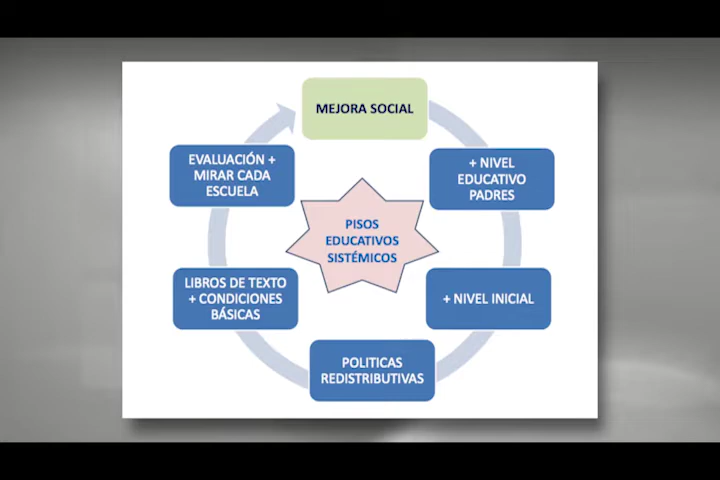 MEJORA SOCIAL
+ NIVEL
EDUCATIVO
PADRES
+ NIVEL INICIAL
POLITICAS
REDISTRIBUTIVAS
LIBROS DE TEXTO
+ CONDICIONES
BÁSICAS
EVALUACIÓN +
MIRAR CADA
ESCUELA
PISOS
EDUCATIVOS
SISTÉMICOS